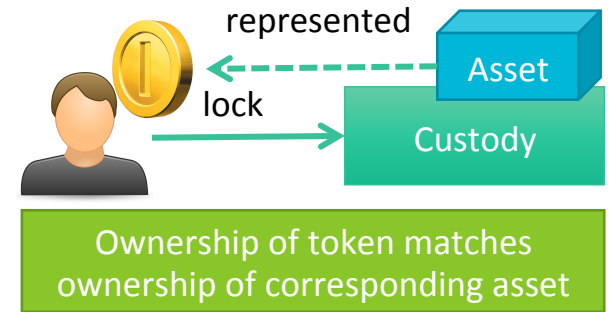 represented
Asset
lock
Custody
Ownership of token matches
ownership of corresponding asset